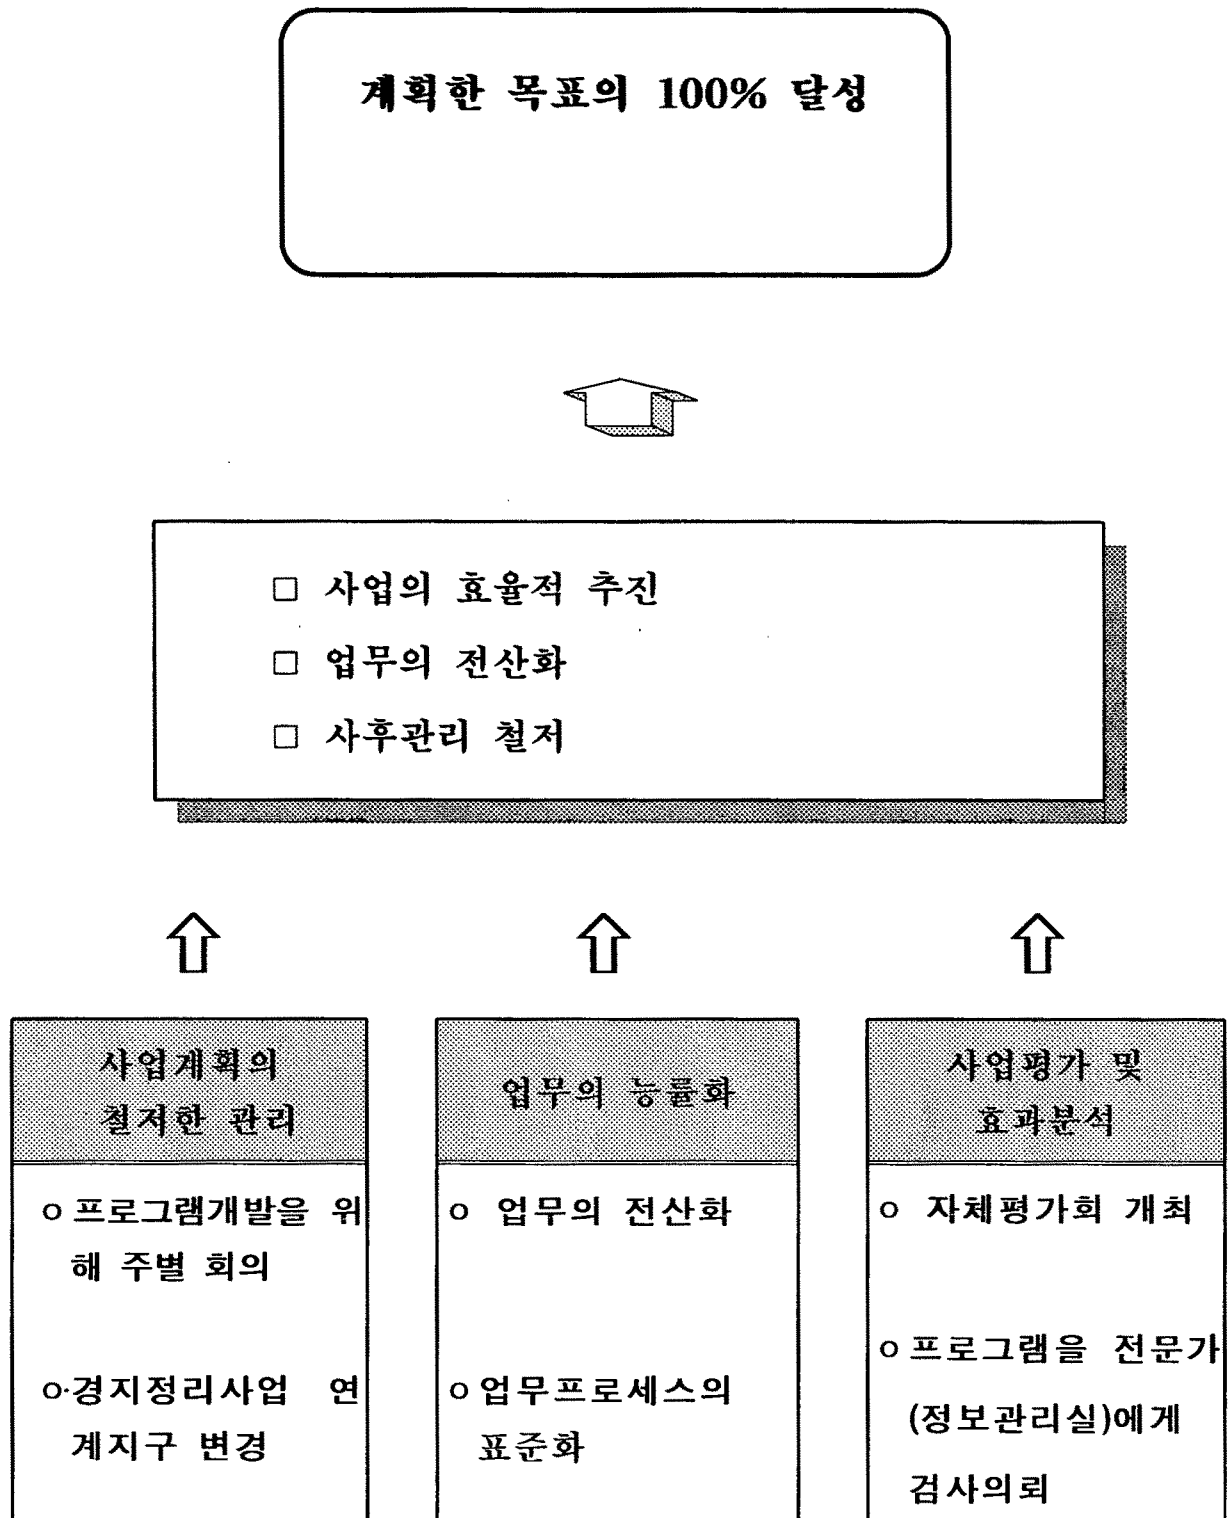 계획한 목표의 100% 달성
□ 사업의 효율적 추진
□ 업무의 전산화
□ 사후관리 철저
사업계획의
철저한 관리
o 프로그램개발을 위
해 주별 회의
o 경지정리사업 연
계지구 변경
업무의 능률화
o 업무의 전산화
o 업무프로세스의
표준화
사업평가 및
효과분석
o 자체평가회 개최
o 프로그램을 전문가
(정보관리실)에게
검사의뢰